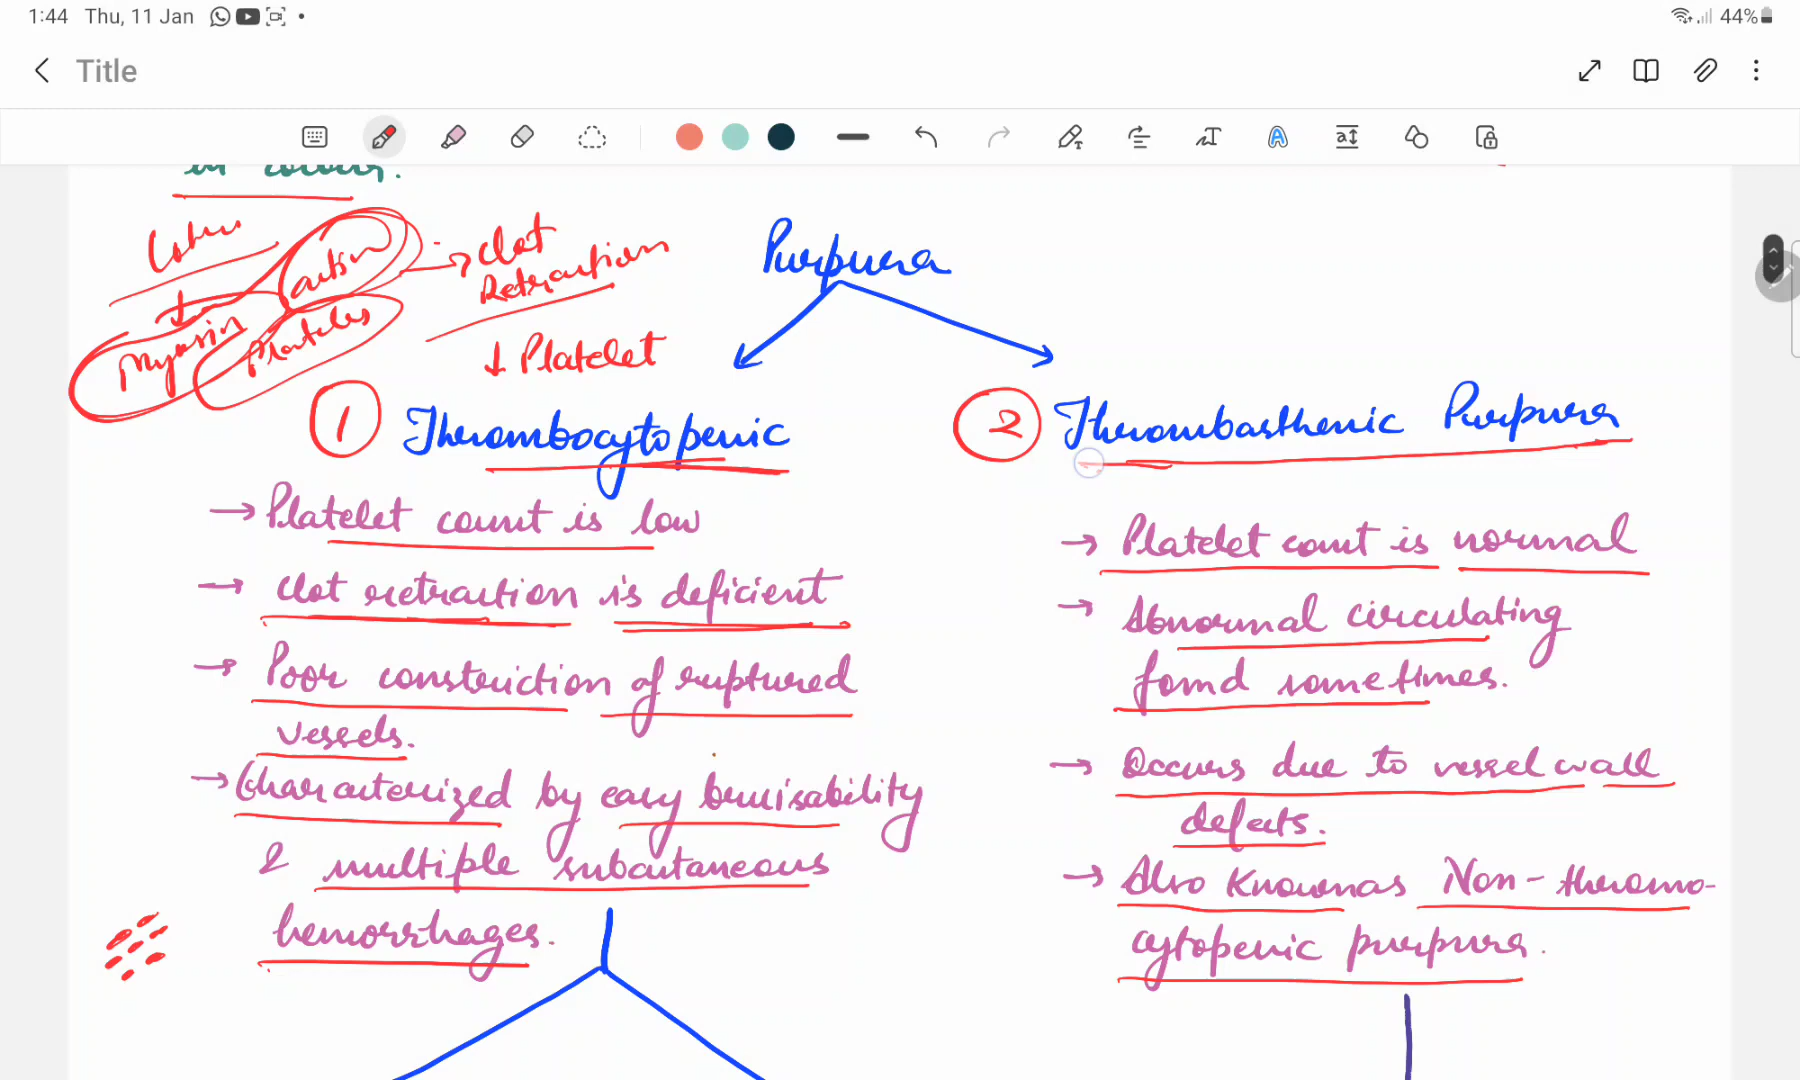 1:44 Thu, 11 Jan
44%
Title
in colour.
actin
clot
Retraction
Myosin
Platelets
↓ Platelet
Purpura
1 Thrombocytopenic
→ Platelet count is low
→ clot retraction is deficient
→ Poor constriction of ruptured
vessels.
→ Characterized by easy bruisability
& multiple subcutaneous
hemorrhages.
2 Thrombasthenic Purpura
→ Platelet count is normal
→ Abnormal circulating
found sometimes.
→ Occurs due to vessel wall
defects.
→ Also Known as Non-thromo-
cytopenic purpura.